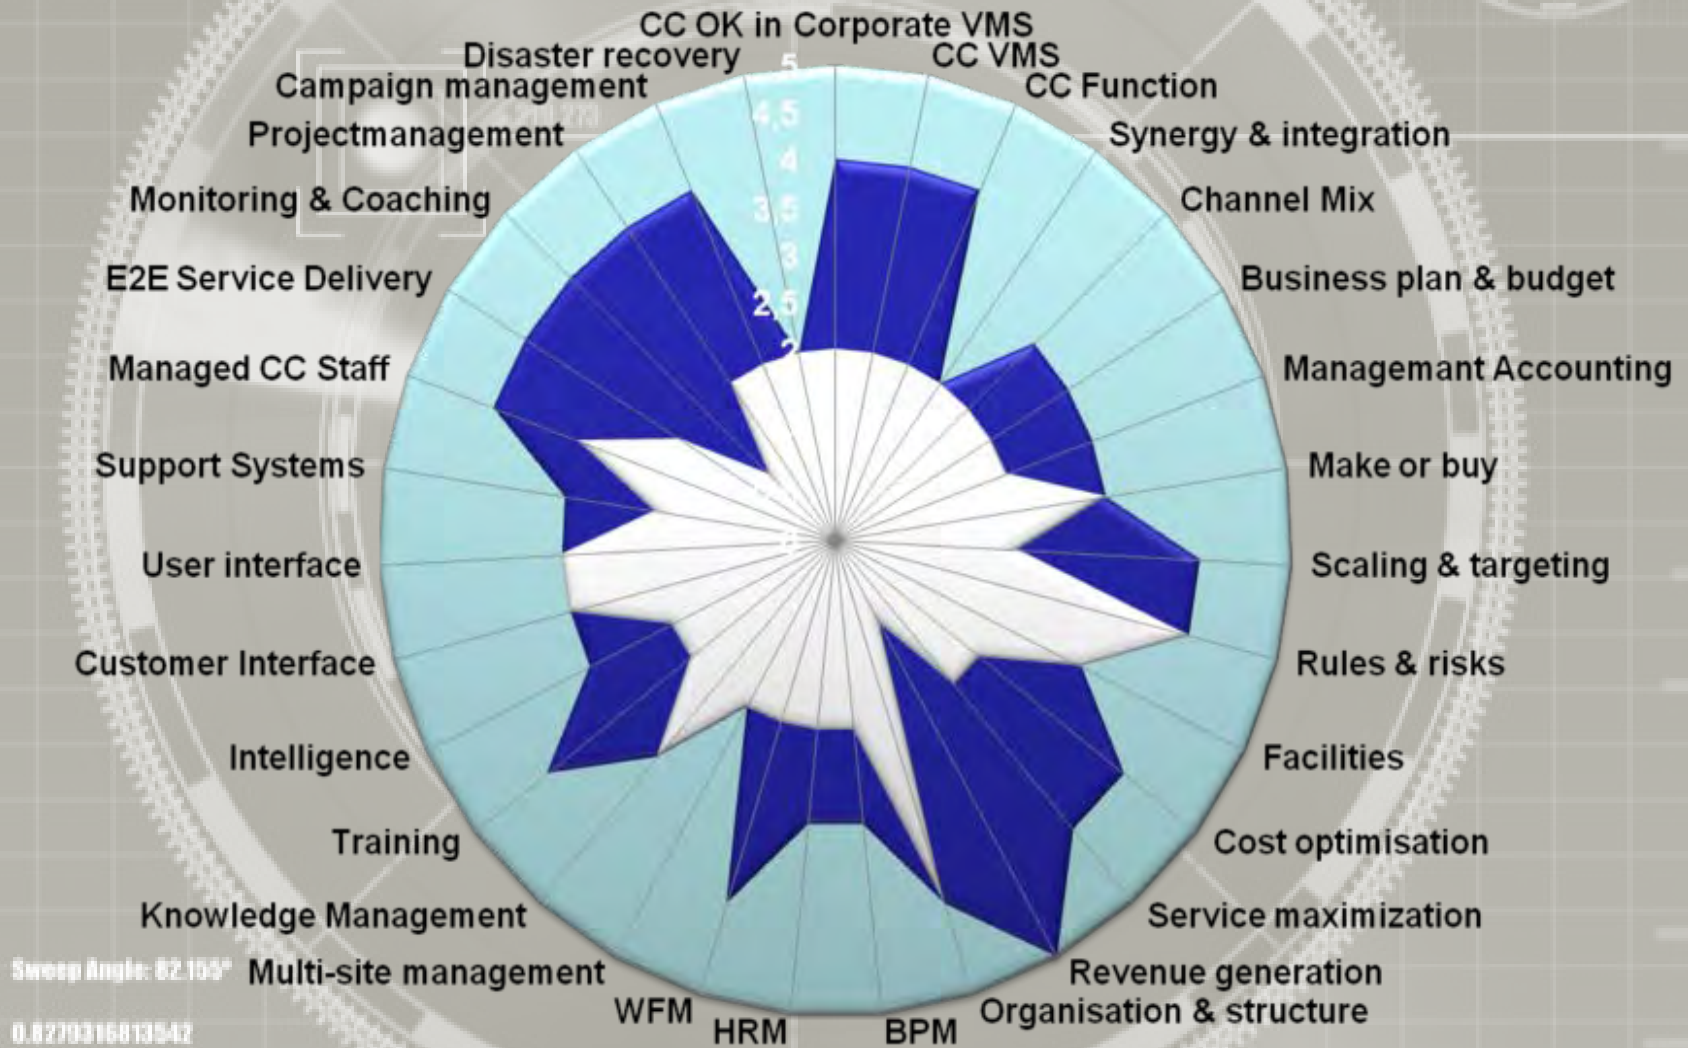 CC OK in Corporate VMS
CC VMS
CC Function
Synergy & integration
Channel Mix
Business plan & budget
Managemant Accounting
Make or buy
Scaling & targeting
Rules & risks
Facilities
Cost optimisation
Service maximization
Revenue generation
Organisation & structure
BPM
HRM
WFM
Multi-site management
Knowledge Management
Training
Intelligence
Customer Interface
User interface
Support Systems
Managed CC Staff
E2E Service Delivery
Monitoring & Coaching
Projectmanagement
Campaign management
Disaster recovery
5
4,5
4
3,5
3
2,5
2
0
Sweep Angle: 82.155°
0.8279316813542